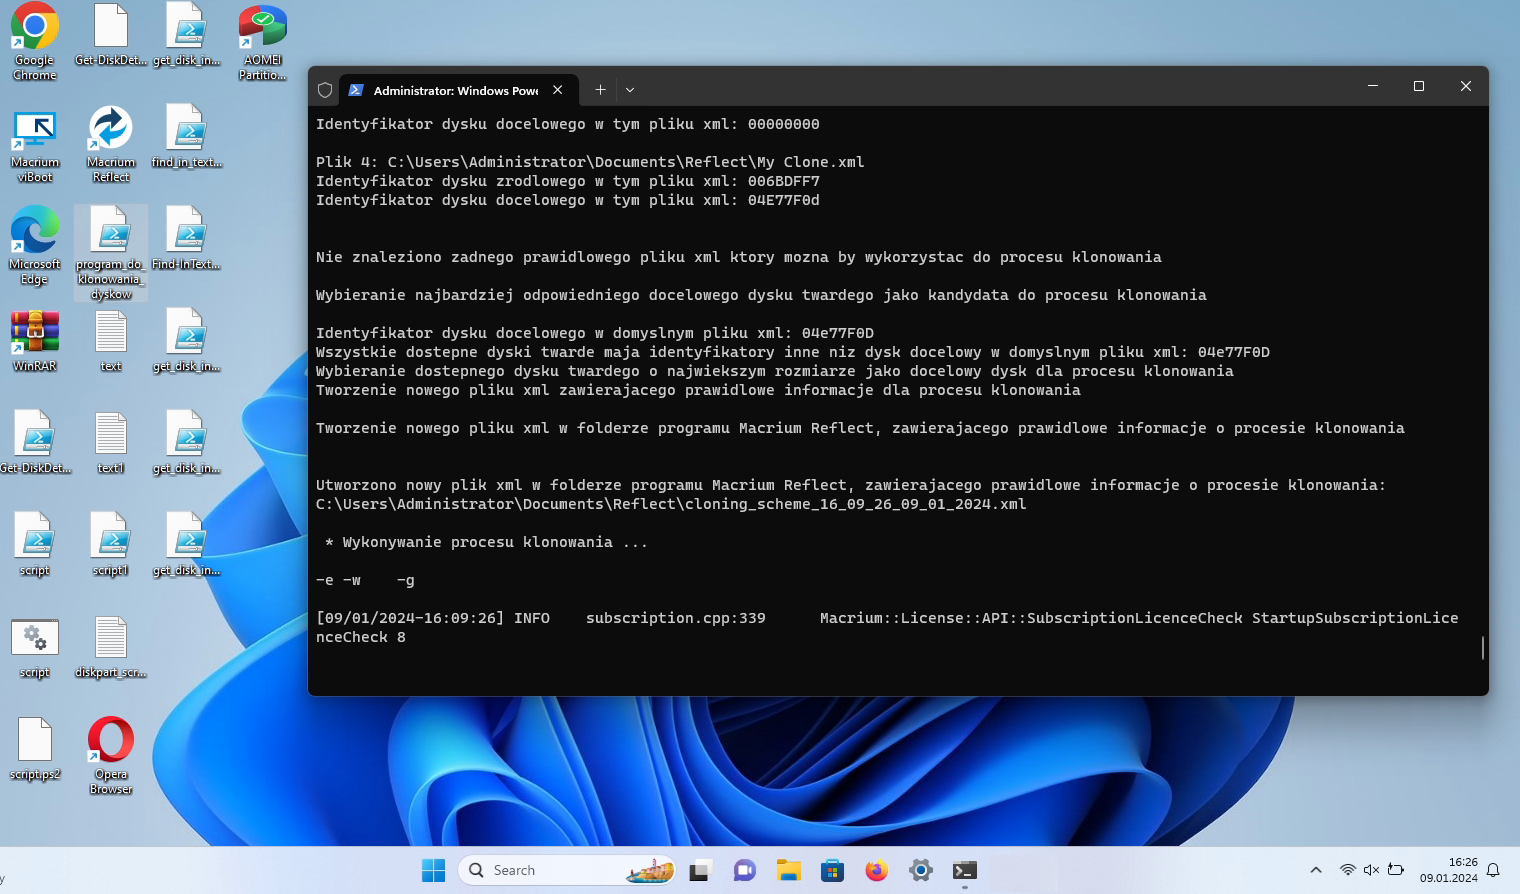 Google
Chrome
Get-DiskDet...
get_disk_in...
AOMEI
Partitio...
Macrium
viBoot
Macrium
Reflect
find_in_text...
Microsoft
Edge
program_do_
klonowania_
dyskow
Find-InText...
WinRAR
text
get_disk_in...
Get-DiskDet...
text1
get_disk_in...
script
script1
get_disk_in...
script
diskpart_scr...
script.ps2
Opera
Browser
Administrator: Windows Powe
Identyfikator dysku docelowego w tym pliku xml: 00000000
Plik 4: C:\Users\Administrator\Documents\Reflect\My Clone.xml
Identyfikator dysku zrodlowego w tym pliku xml: 006BDFF7
Identyfikator dysku docelowego w tym pliku xml: 04E77F0d
Nie znaleziono zadnego prawidlowego pliku xml ktory mozna by wykorzystac do procesu klonowania
Wybieranie najbardziej odpowiedniego docelowego dysku twardego jako kandydata do procesu klonowania
Identyfikator dysku docelowego w domyslnym pliku xml: 04e77F0D
Wszystkie dostepne dyski twarde maja identyfikatory inne niz dysk docelowy w domyslnym pliku xml: 04e77F0D
Wybieranie dostepnego dysku twardego o najwiekszym rozmiarze jako docelowy dysk dla procesu klonowania
Tworzenie nowego pliku xml zawierajacego prawidlowe informacje dla procesu klonowania
Tworzenie nowego pliku xml w folderze programu Macrium Reflect, zawierajacego prawidlowe informacje o procesie klonowania
Utworzono nowy plik xml w folderze programu Macrium Reflect, zawierajacego prawidlowe informacje o procesie klonowania:
C:\Users\Administrator\Documents\Reflect\cloning_scheme_16_09_26_09_01_2024.xml
* Wykonywanie procesu klonowania ...
-e -w    -g
[09/01/2024-16:09:26] INFO    subscription.cpp:339      Macrium::License::API::SubscriptionLicenceCheck StartupSubscriptionLice
nceCheck 8
y
Search
16:26
09.01.2024